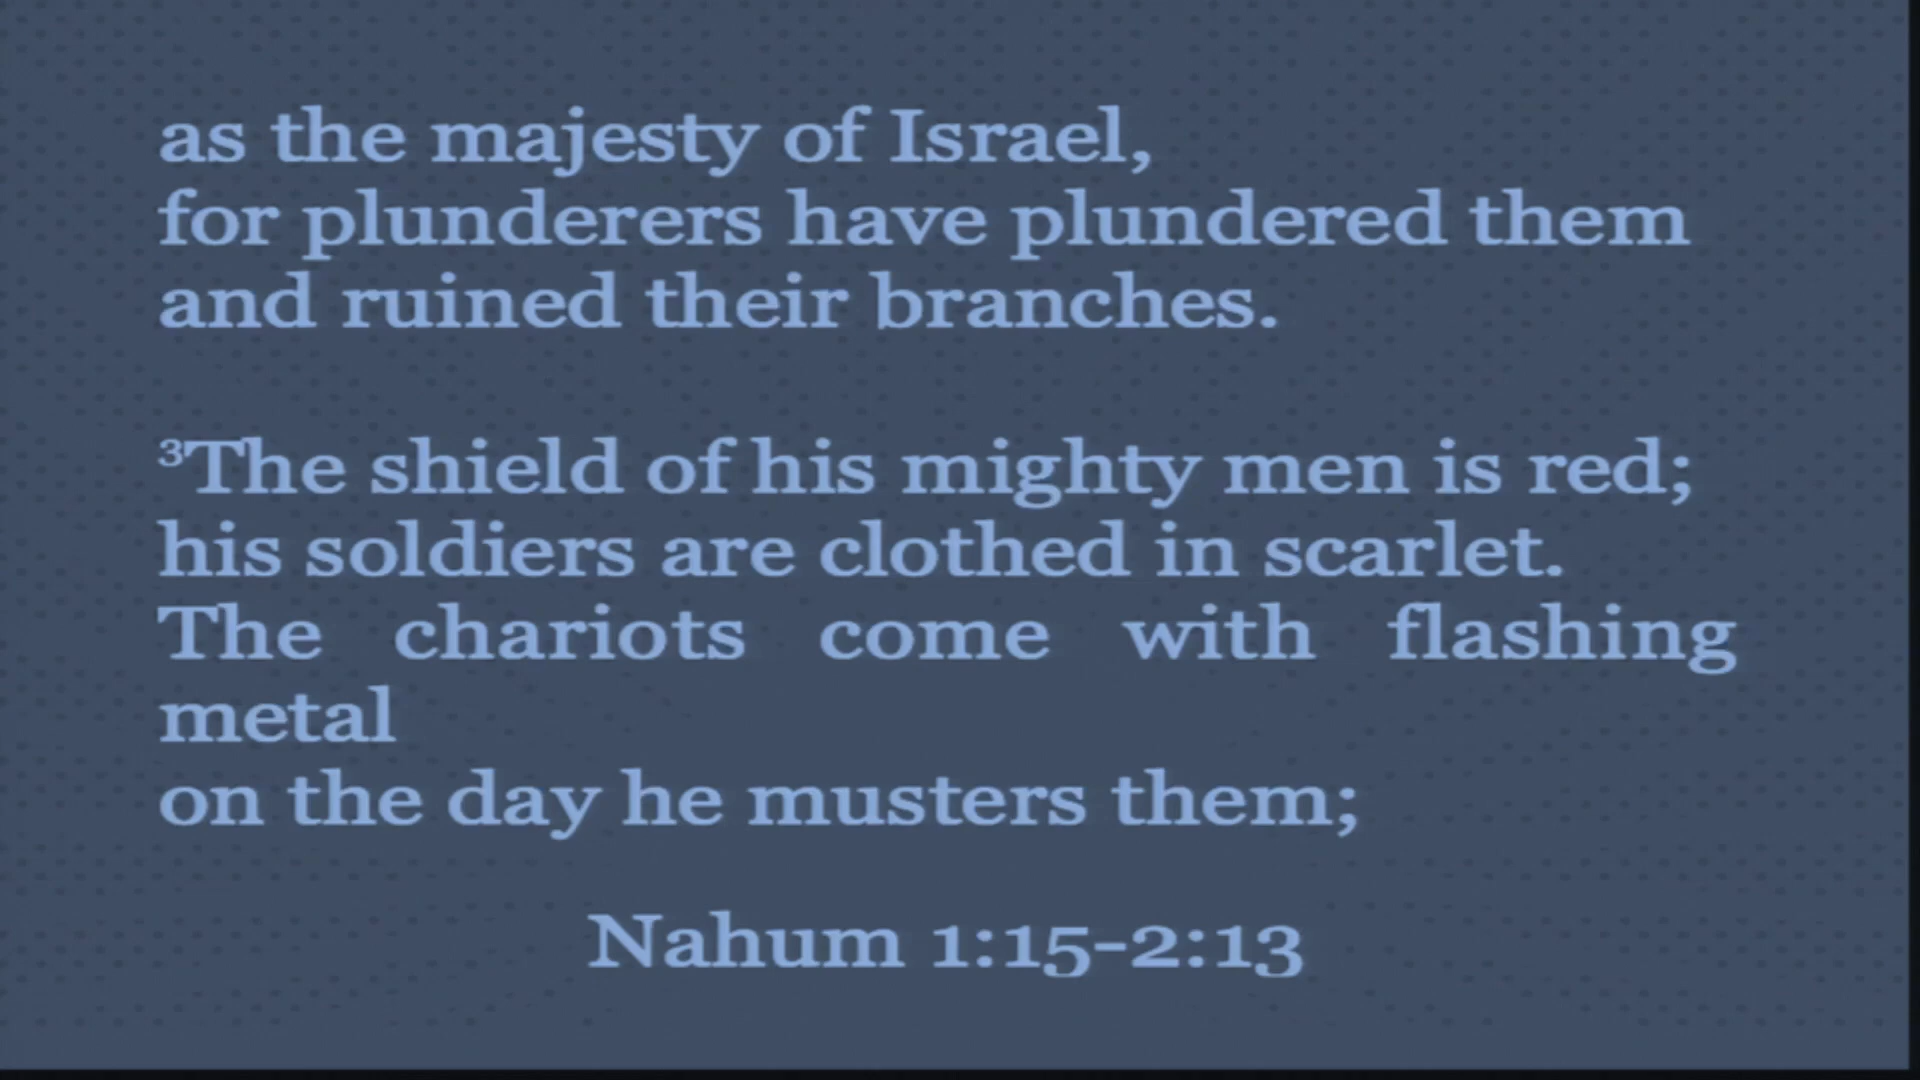 as the majesty of Israel,
for plunderers have plundered them
and ruined their branches.
³The shield of his mighty men is red;
his soldiers are clothed in scarlet.
The chariots come with flashing
metal
on the day he musters them;
Nahum 1:15-2:13